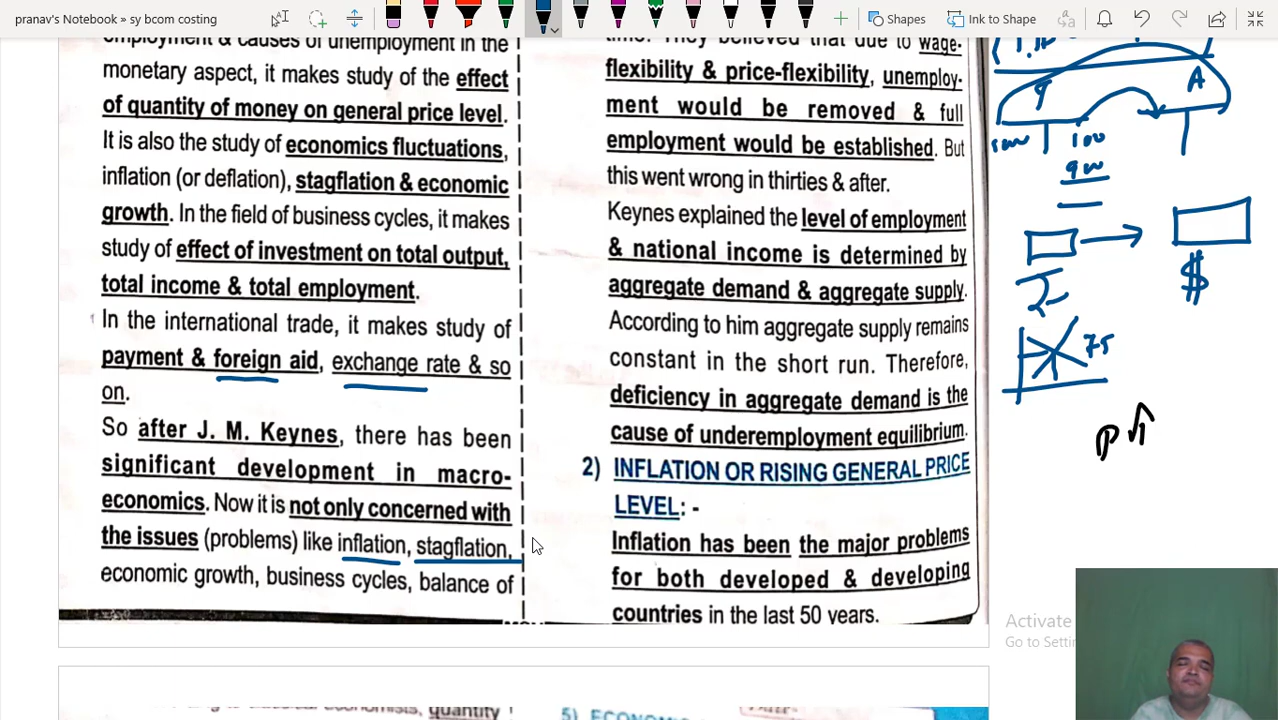 pranav's Notebook » sy bcom costing
Shapes
Ink to Shape
employment & causes of unemployment in the
monetary aspect, it makes study of the effect
of quantity of money on general price level.
It is also the study of economics fluctuations,
inflation (or deflation), stagflation & economic
growth. In the field of business cycles, it makes
study of effect of investment on total output,
total income & total employment.
In the international trade, it makes study of
payment & foreign aid, exchange rate & so
on.
So after J. M. Keynes, there has been
significant development in macro-
economics. Now it is not only concerned with
the issues (problems) like inflation, stagflation,
economic growth, business cycles, balance of
time. They believed that due to wage-
flexibility & price-flexibility, unemploy-
ment would be removed & full
employment would be established. But
this went wrong in thirties & after.
Keynes explained the level of employment
& national income is determined by
aggregate demand & aggregate supply.
According to him aggregate supply remains
constant in the short run. Therefore,
deficiency in aggregate demand is the
cause of underemployment equilibrium.
2) INFLATION OR RISING GENERAL PRICE
LEVEL: -
Inflation has been the major problems
for both developed & developing
countries in the last 50 years.
A
100
900
$
75
P
Activate
Go to Setti
quantity
5) ECONOM